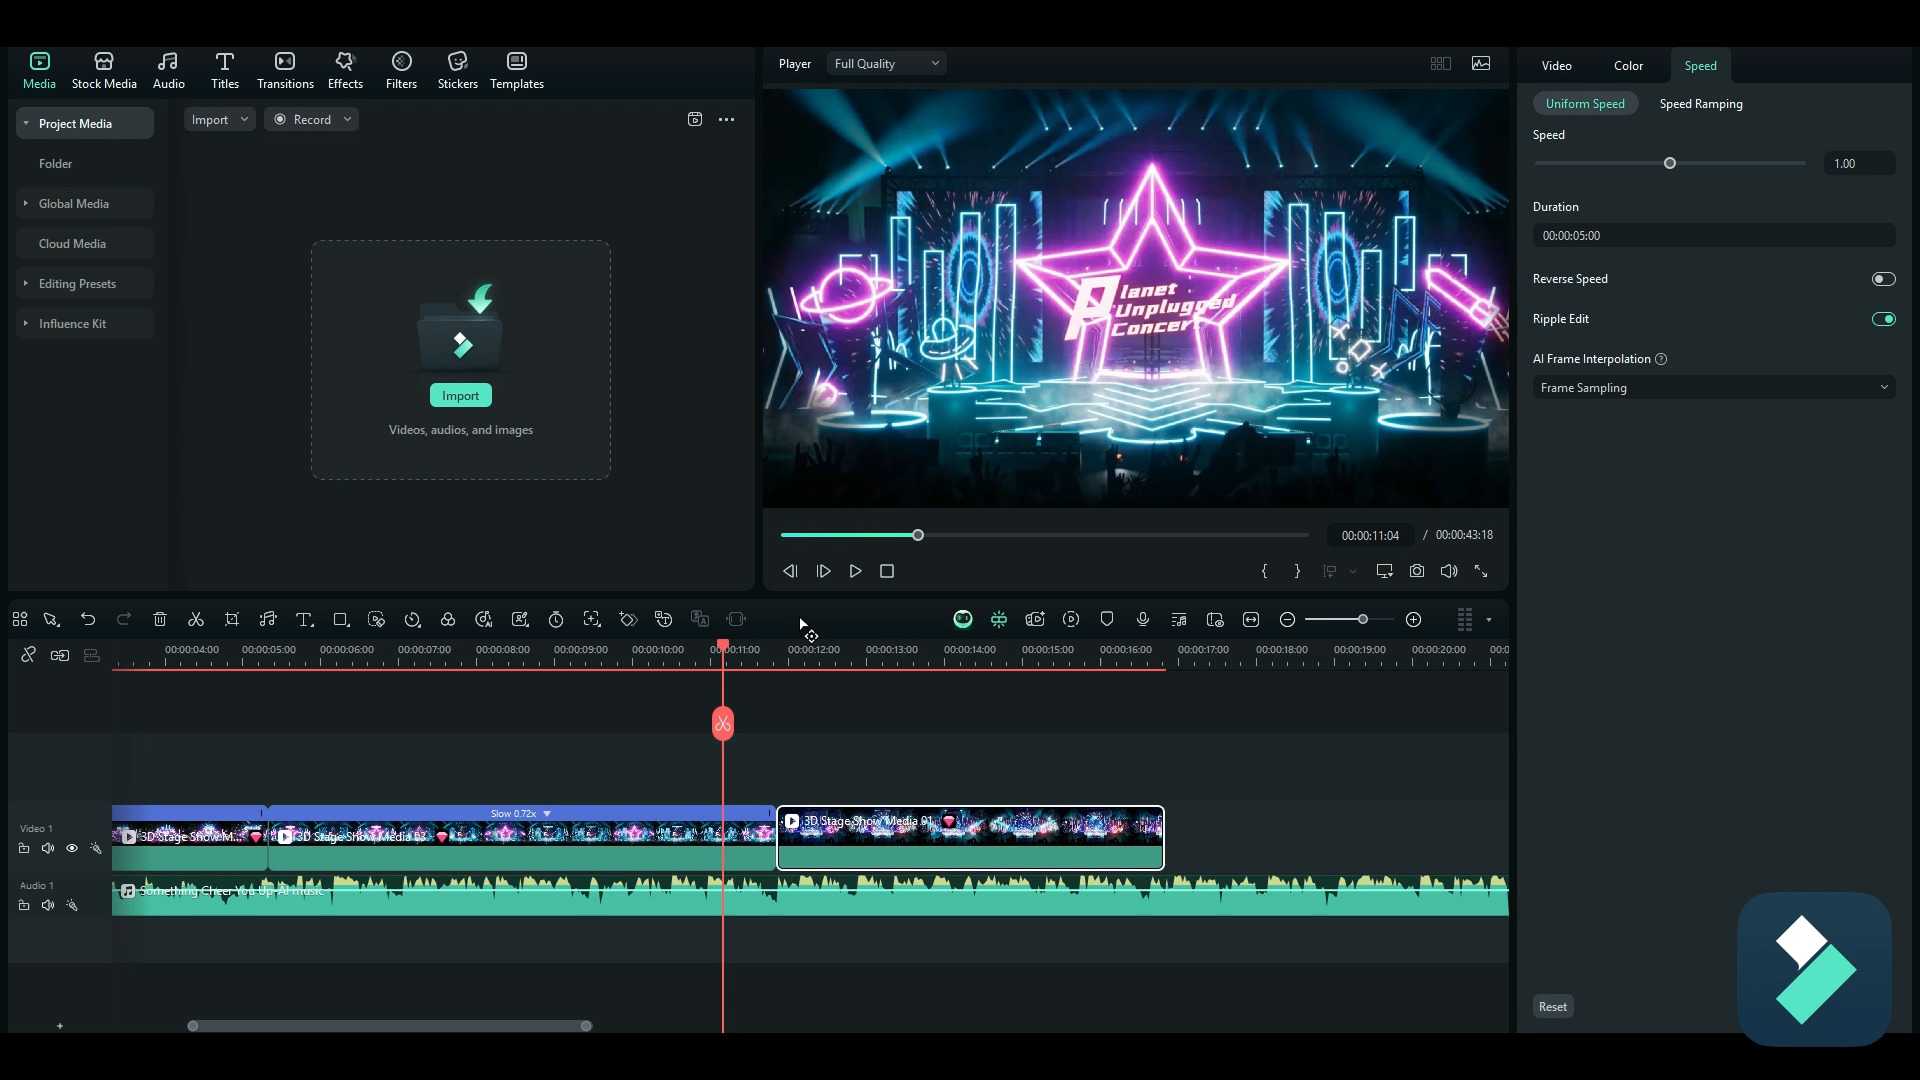 Media
Stock Media
Audio
Titles
Transitions
Effects
Filters
Stickers
Templates
Player
Full Quality
Video
Color
Speed
Project Media
Folder
Global Media
Cloud Media
Editing Presets
Influence Kit
Import
Record
Import
Videos, audios, and images
Planet
Unplugged
Concert
00:00:11:04 / 00:00:43:18
Uniform Speed
Speed Ramping
Speed
1.00
Duration
00:00:05:00
Reverse Speed
Ripple Edit
AI Frame Interpolation
Frame Sampling
Reset
00:00:04:00 00:00:05:00 00:00:06:00 00:00:07:00 00:00:08:00 00:00:09:00 00:00:10:00 00:00:11:00 00:00:12:00 00:00:13:00 00:00:14:00 00:00:15:00 00:00:16:00 00:00:17:00 00:00:18:00 00:00:19:00 00:00:20:00 00:0
Slow 0.72x
Video 1
3D Stage Show M...
3D Stage Show Media 03
3D Stage Show Media 01
Audio 1
Something Cheer You Up-AI music